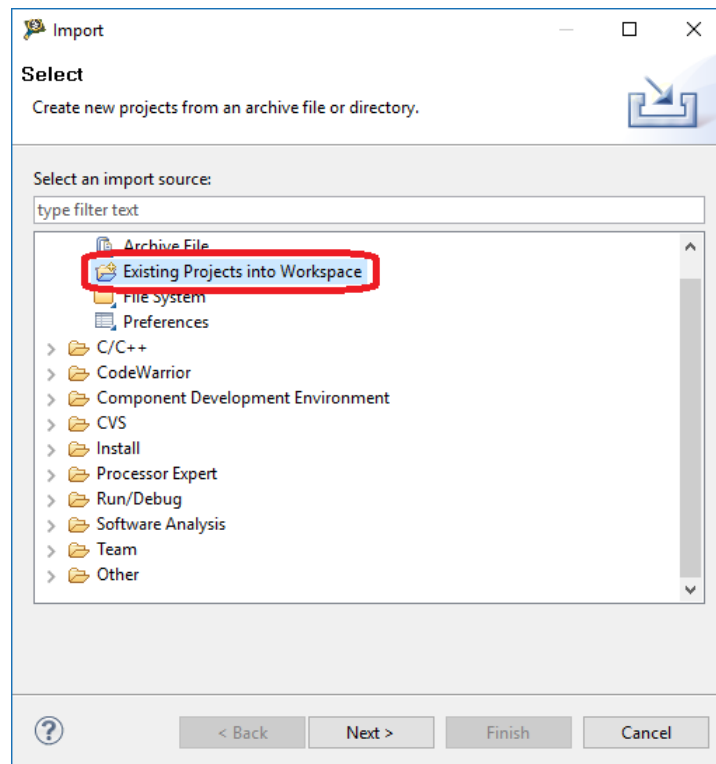 Import
Select
Create new projects from an archive file or directory.
Select an import source:
type filter text
Archive File
Existing Projects into Workspace
File System
Preferences
C/C++
CodeWarrior
Component Development Environment
CVS
Install
Processor Expert
Run/Debug
Software Analysis
Team
Other
? < Back Next > Finish Cancel